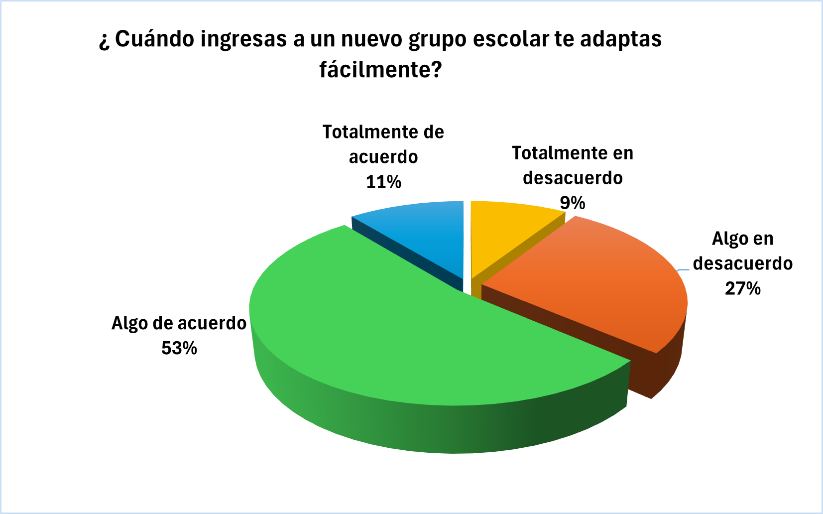 ¿ Cuándo ingresas a un nuevo grupo escolar te adaptas
fácilmente?
Totalmente de
acuerdo
11%
Totalmente en
desacuerdo
9%
Algo en
desacuerdo
27%
Algo de acuerdo
53%